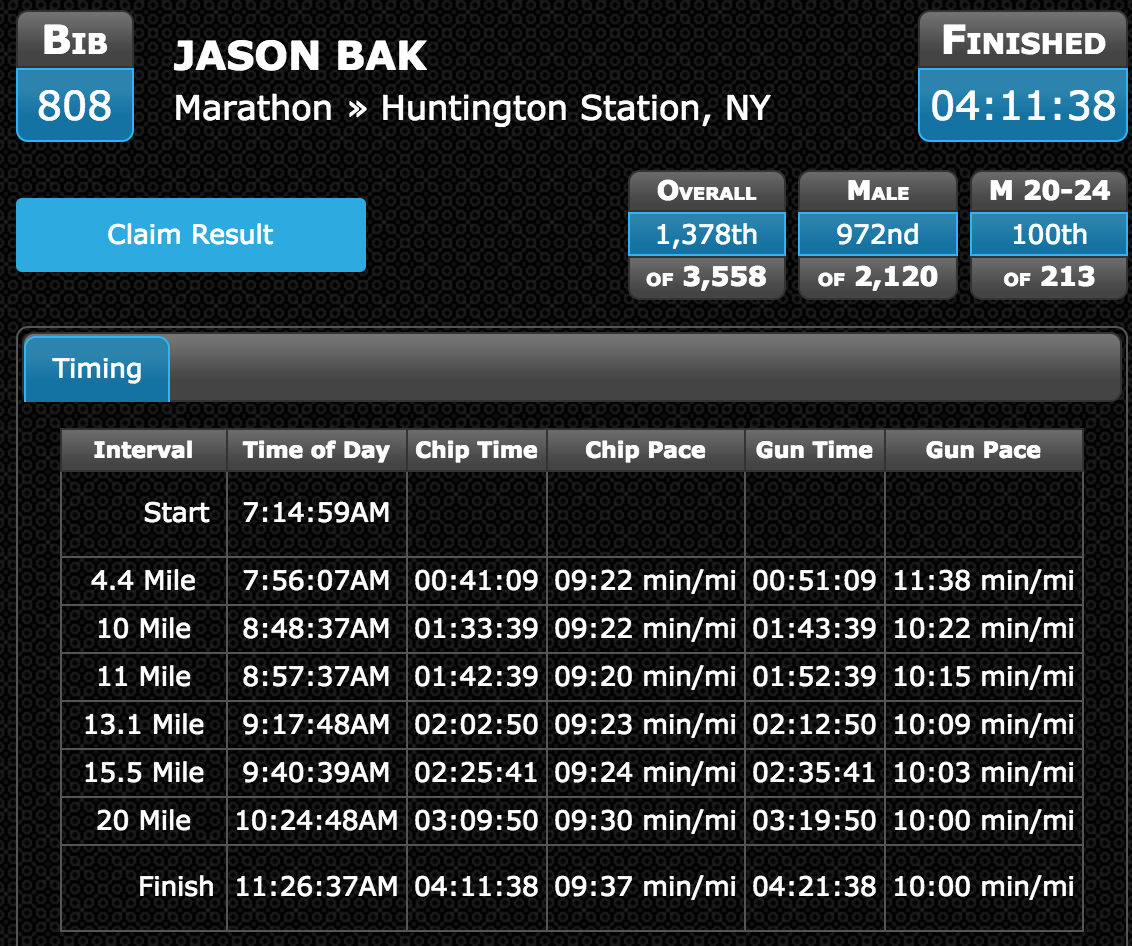 Bib
808
JASON BAK
Marathon » Huntington Station, NY
Finished
04:11:38
Claim Result
Overall
1,378th
of 3,558
Male
972nd
of 2,120
M 20-24
100th
of 213
Timing
Interval Time of Day Chip Time Chip Pace Gun Time Gun Pace
Start 7:14:59AM
4.4 Mile 7:56:07AM 00:41:09 09:22 min/mi 00:51:09 11:38 min/mi
10 Mile 8:48:37AM 01:33:39 09:22 min/mi 01:43:39 10:22 min/mi
11 Mile 8:57:37AM 01:42:39 09:20 min/mi 01:52:39 10:15 min/mi
13.1 Mile 9:17:48AM 02:02:50 09:23 min/mi 02:12:50 10:09 min/mi
15.5 Mile 9:40:39AM 02:25:41 09:24 min/mi 02:35:41 10:03 min/mi
20 Mile 10:24:48AM 03:09:50 09:30 min/mi 03:19:50 10:00 min/mi
Finish 11:26:37AM 04:11:38 09:37 min/mi 04:21:38 10:00 min/mi